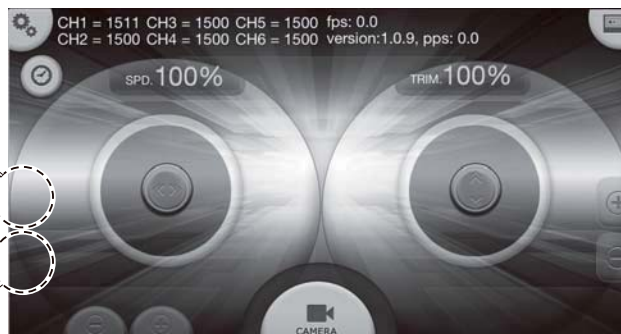 CH1 = 1511 CH3 = 1500 CH5 = 1500 fps: 0.0
CH2 = 1500 CH4 = 1500 CH6 = 1500 version:1.0.9, pps: 0.0
SPD.100%
TRIM.100%
CAMERA